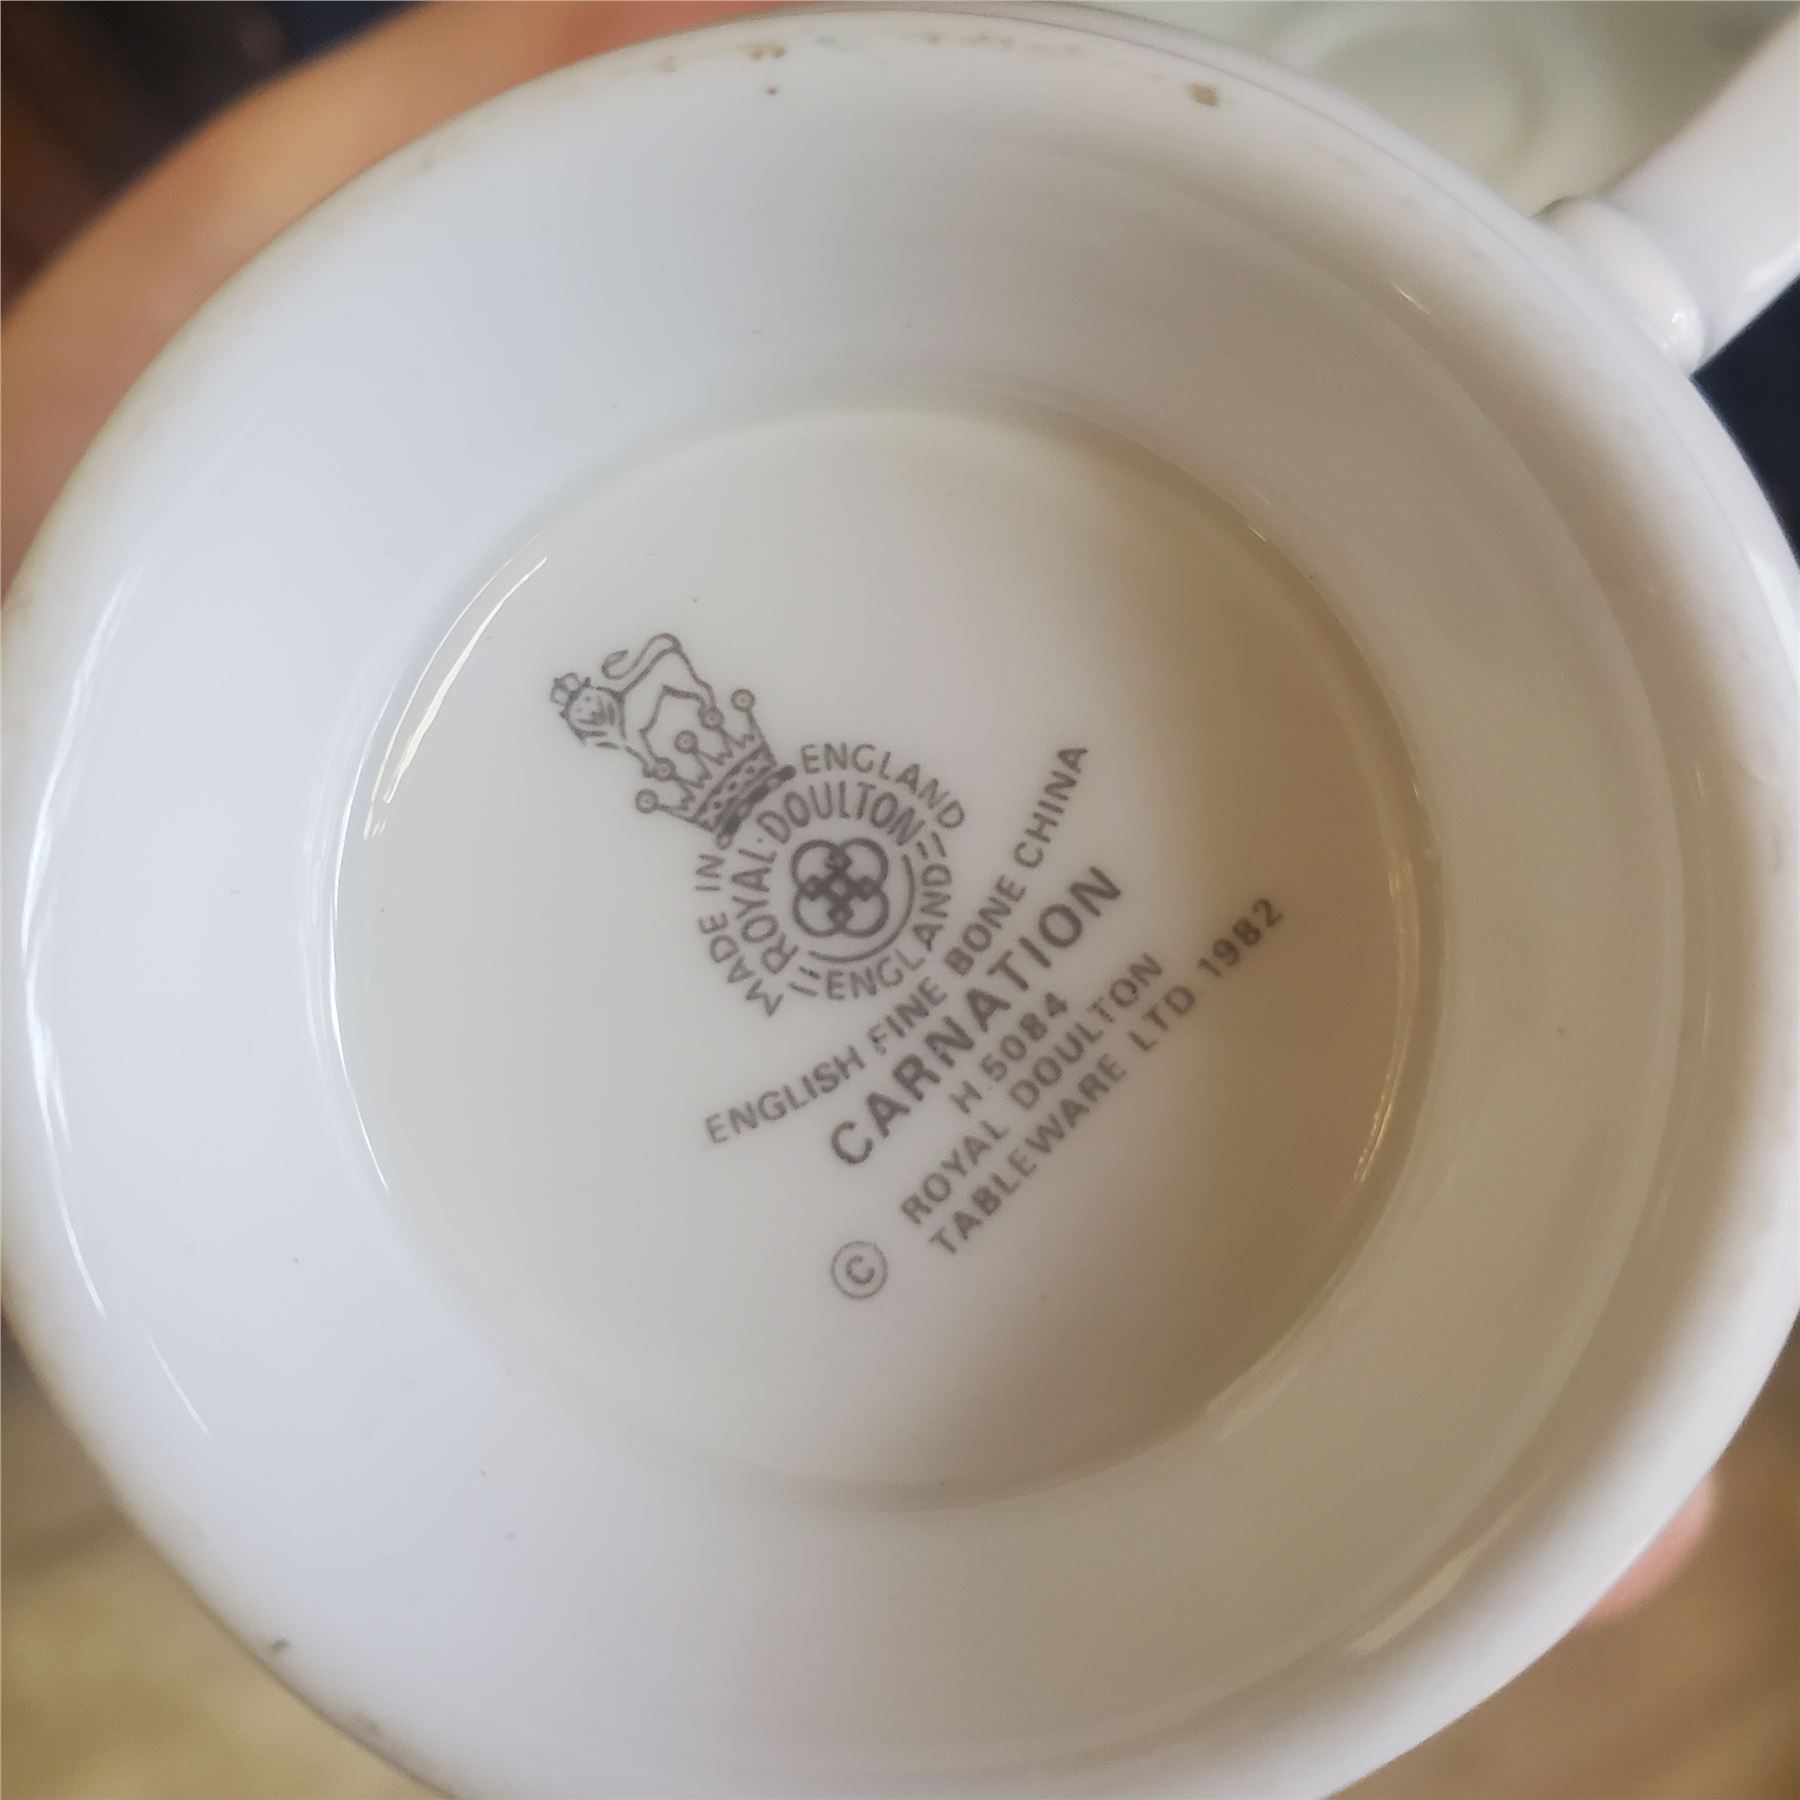 MADE IN ENGLAND
ROYAL·DOULTON
ENGLAND
ENGLISH FINE BONE CHINA
CARNATION
H.5084
© ROYAL DOULTON
TABLEWARE LTD. 1982